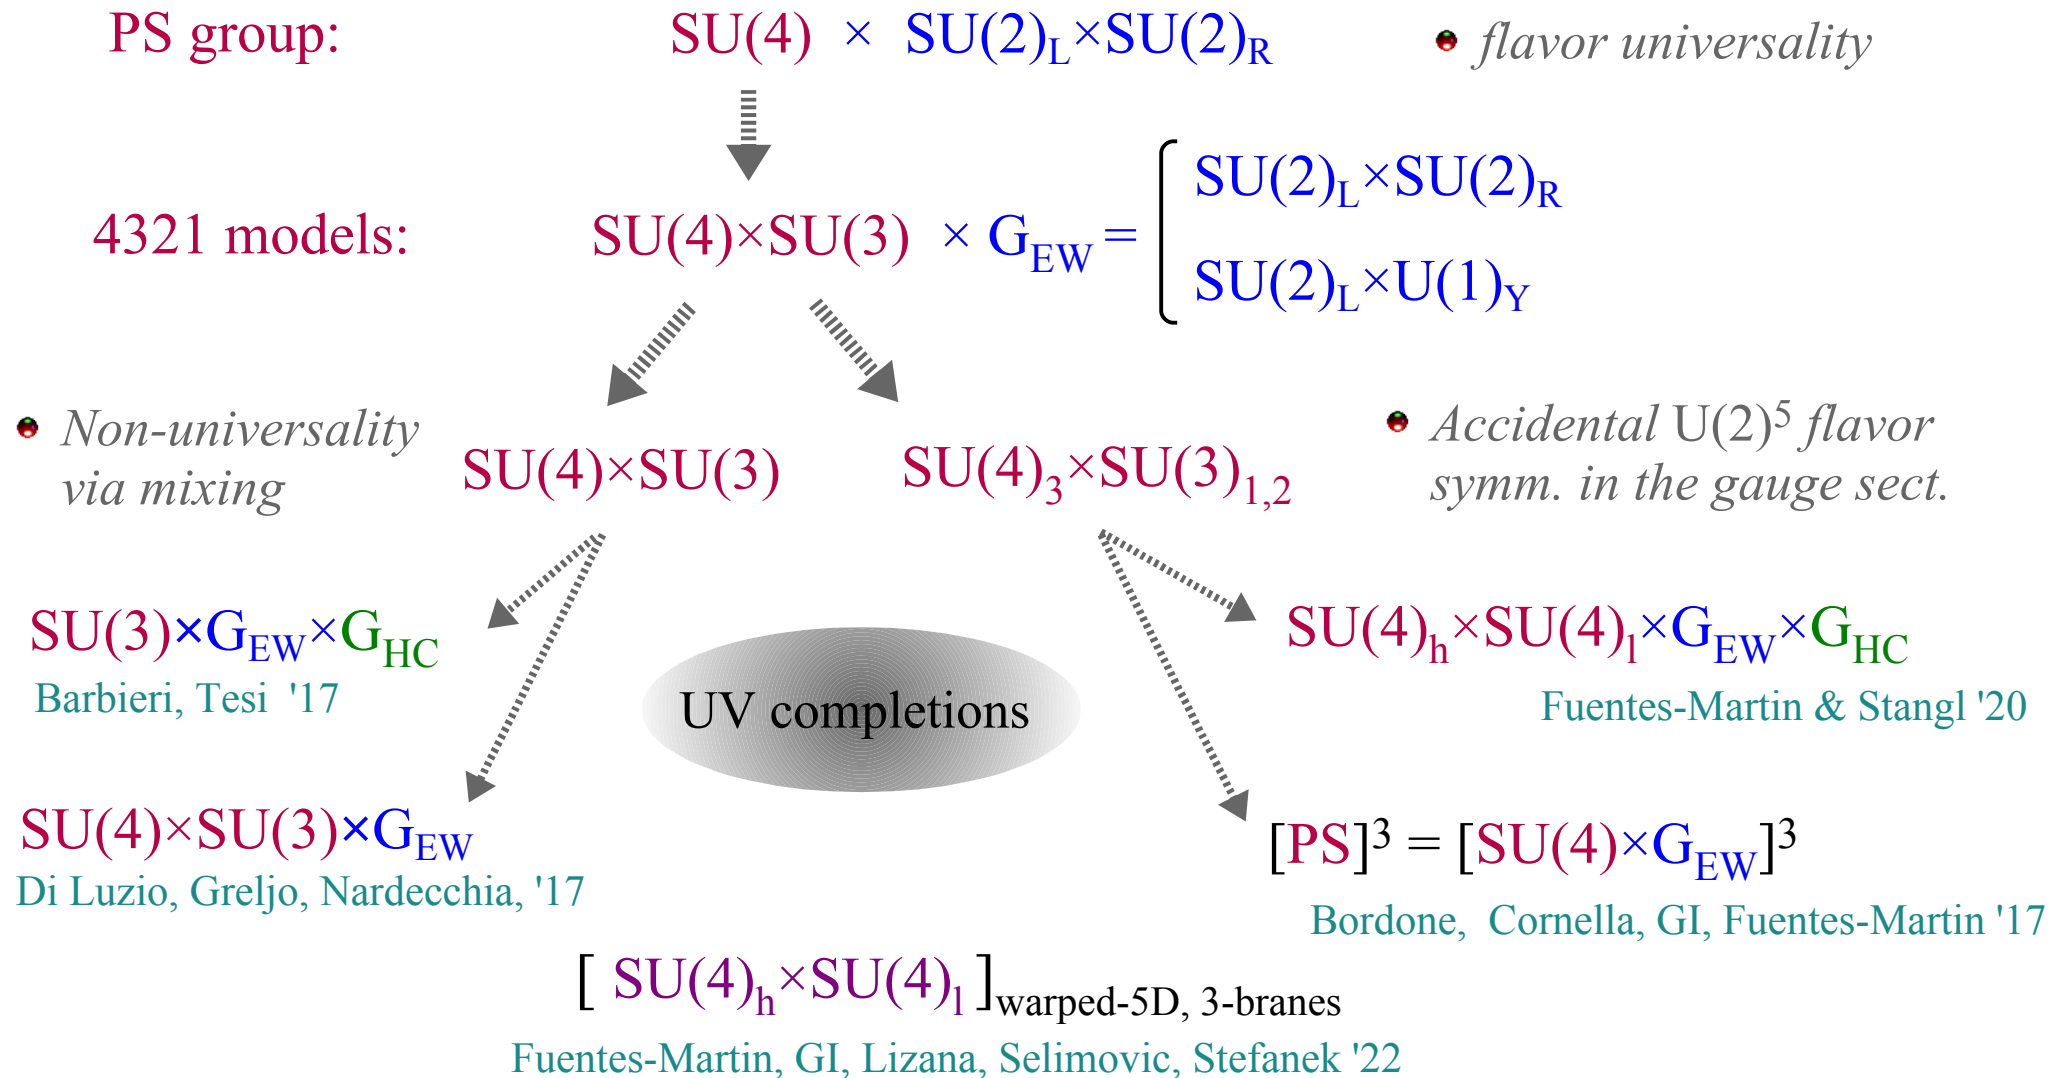 PS group: SU(4) × SU(2)L×SU(2)R • flavor universality
SU(2)L×SU(2)R
4321 models: SU(4)×SU(3) × GEW =
SU(2)L×U(1)Y
• Non-universality
via mixing
SU(4)×SU(3)
SU(4)3×SU(3)1,2
• Accidental U(2)5 flavor
symm. in the gauge sect.
SU(3)×GEW×GHC
Barbieri, Tesi '17
UV completions
SU(4)h×SU(4)l×GEW×GHC
Fuentes-Martin & Stangl '20
SU(4)×SU(3)×GEW
Di Luzio, Greljo, Nardecchia, '17
[PS]3 = [SU(4)×GEW]3
Bordone, Cornella, GI, Fuentes-Martin '17
[ SU(4)h×SU(4)l ]warped-5D, 3-branes
Fuentes-Martin, GI, Lizana, Selimovic, Stefanek '22